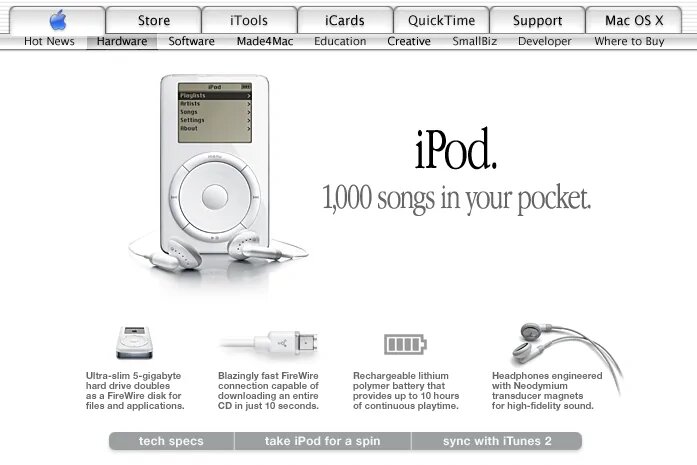 Store iTools iCards QuickTime Support Mac OS X
Hot News Hardware Software Made4Mac Education Creative SmallBiz Developer Where to Buy
iPod
Playlists >
Artists >
Songs >
Settings >
About >
MENU
iPod.
1,000 songs in your pocket.
Ultra-slim 5-gigabyte
hard drive doubles
as a FireWire disk for
files and applications.
Blazingly fast FireWire
connection capable of
downloading an entire
CD in just 10 seconds.
Rechargeable lithium
polymer battery that
provides up to 10 hours
of continuous playtime.
Headphones engineered
with Neodymium
transducer magnets
for high-fidelity sound.
tech specs take iPod for a spin sync with iTunes 2